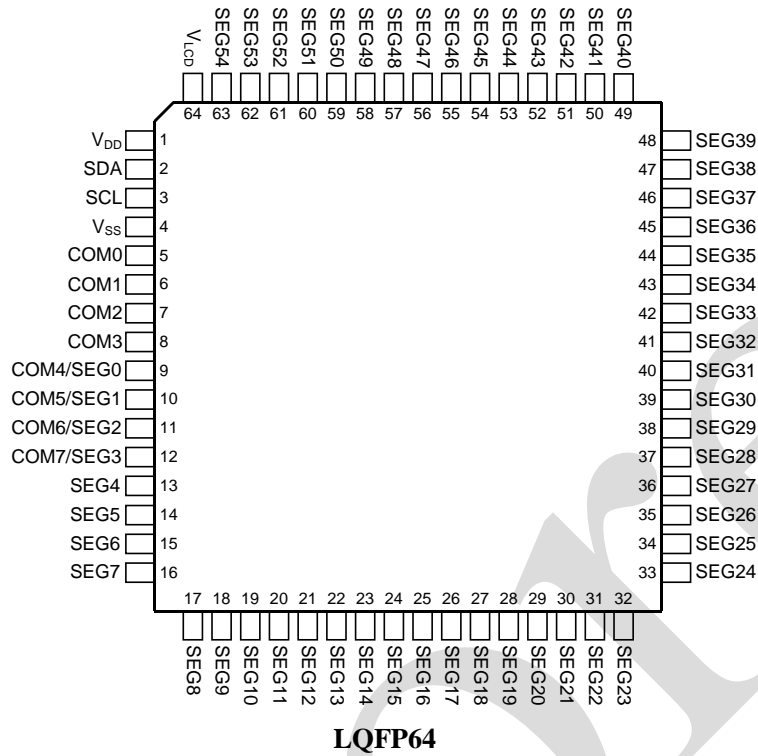 VLCD SEG54 SEG53 SEG52 SEG51 SEG50 SEG49 SEG48 SEG47 SEG46 SEG45 SEG44 SEG43 SEG42 SEG41 SEG40
64 63 62 61 60 59 58 57 56 55 54 53 52 51 50 49
VDD 1 48 SEG39
SDA 2 47 SEG38
SCL 3 46 SEG37
VSS 4 45 SEG36
COM0 5 44 SEG35
COM1 6 43 SEG34
COM2 7 42 SEG33
COM3 8 41 SEG32
COM4/SEG0 9 40 SEG31
COM5/SEG1 10 39 SEG30
COM6/SEG2 11 38 SEG29
COM7/SEG3 12 37 SEG28
SEG4 13 36 SEG27
SEG5 14 35 SEG26
SEG6 15 34 SEG25
SEG7 16 33 SEG24
17 18 19 20 21 22 23 24 25 26 27 28 29 30 31 32
SEG8 SEG9 SEG10 SEG11 SEG12 SEG13 SEG14 SEG15 SEG16 SEG17 SEG18 SEG19 SEG20 SEG21 SEG22 SEG23
LQFP64